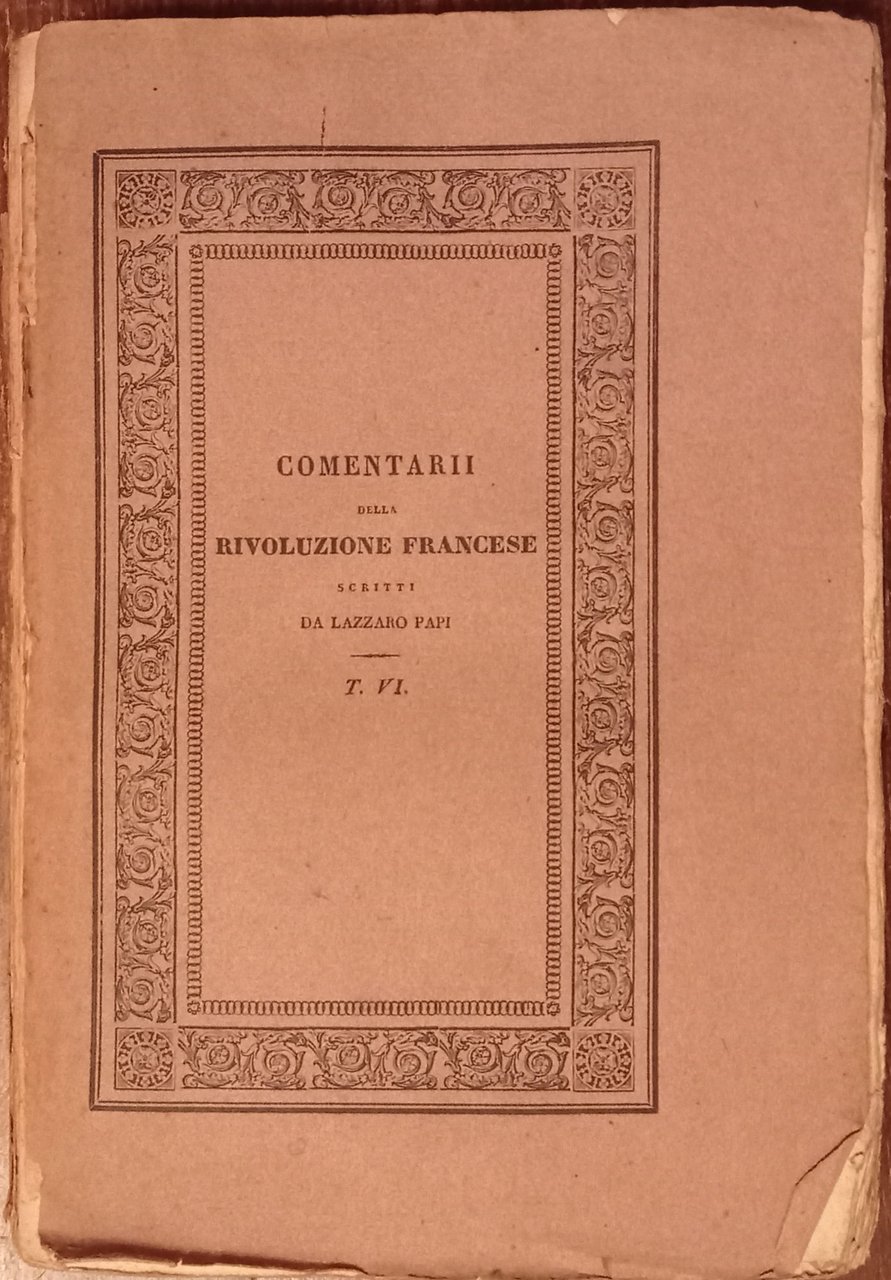 COMENTARII
DELLA
RIVOLUZIONE FRANCESE
SCRITTI
DA LAZZARO PAPI
T. VI.